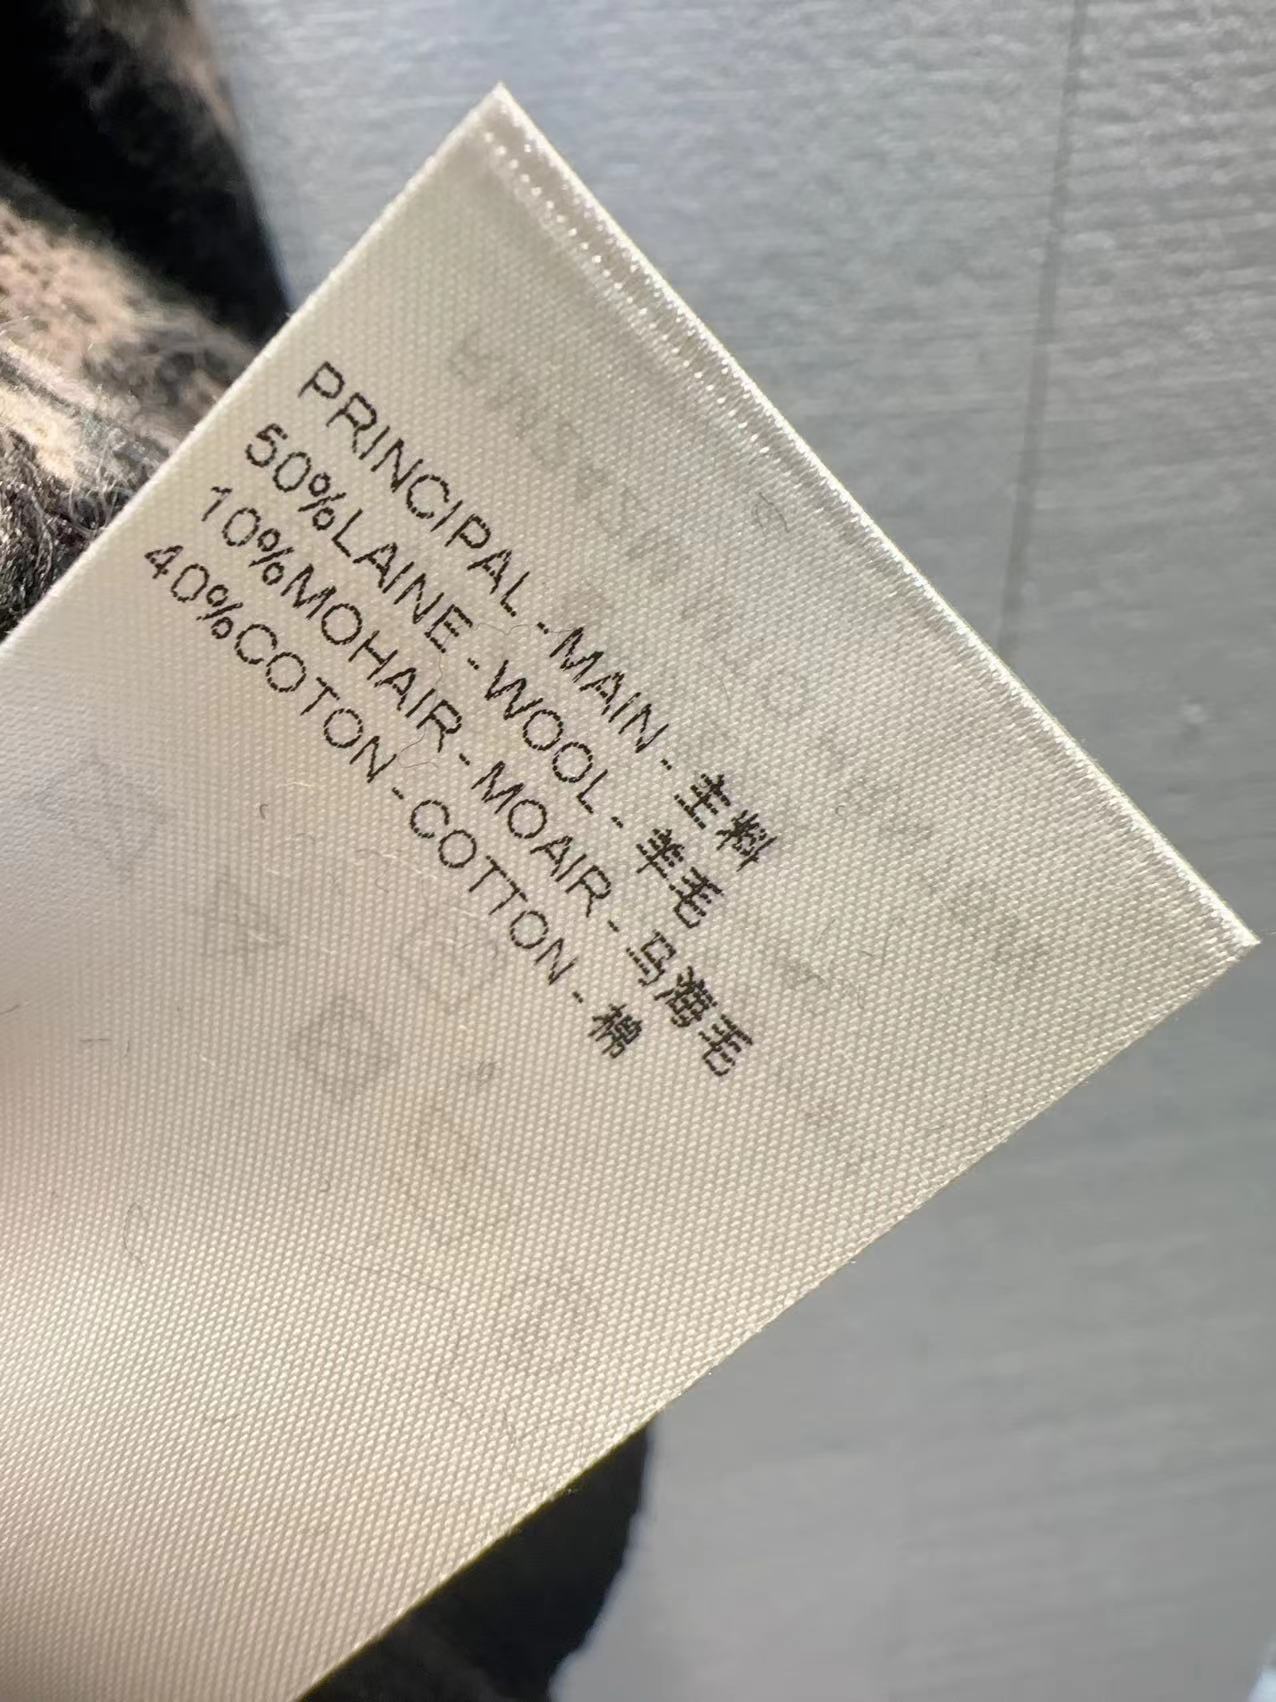 PRINCIPAL - MAIN - 主料
50%LAINE - WOOL - 羊毛
10%MOHAIR - MOAIR - 马海毛
40%COTON - COTTON - 棉